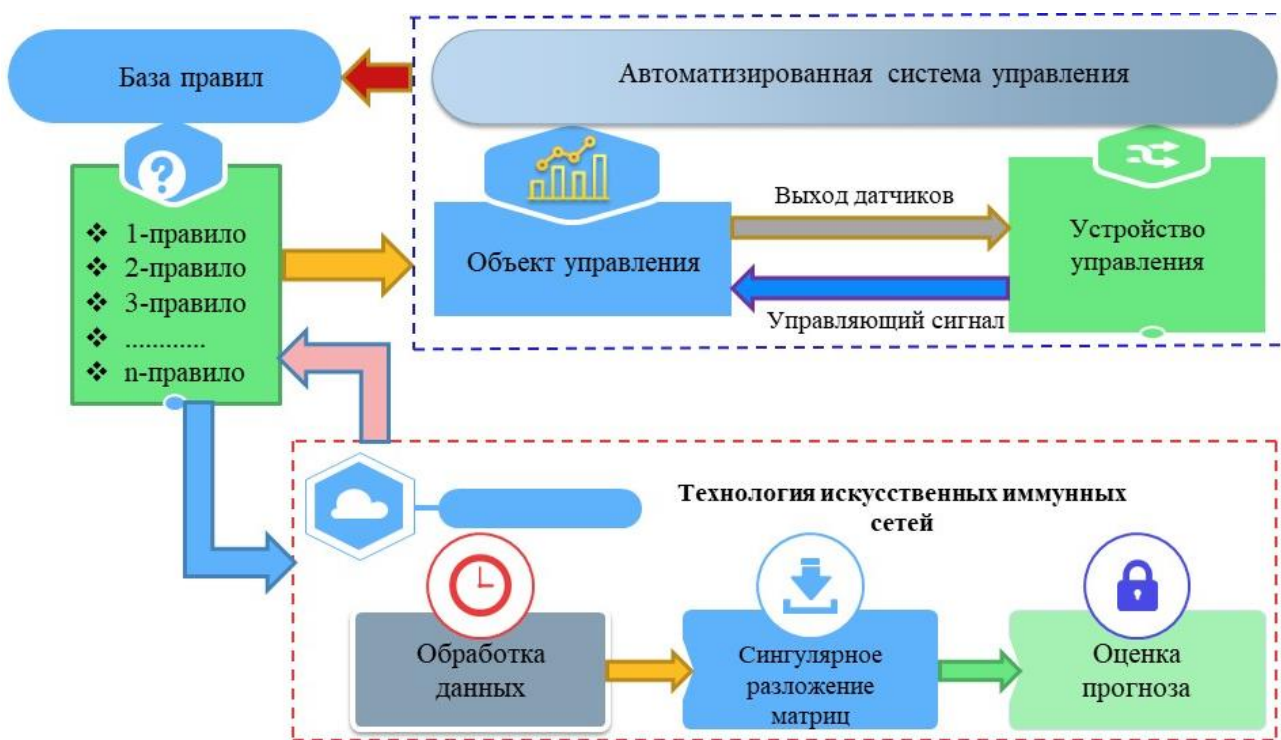 База правил
Автоматизированная система управления
❖ 1-правило
❖ 2-правило
❖ 3-правило
❖ ............
❖ n-правило
Объект управления
Выход датчиков
Управляющий сигнал
Устройство
управления
Технология искусственных иммунных
сетей
Обработка
данных
Сингулярное
разложение
матриц
Оценка
прогноза